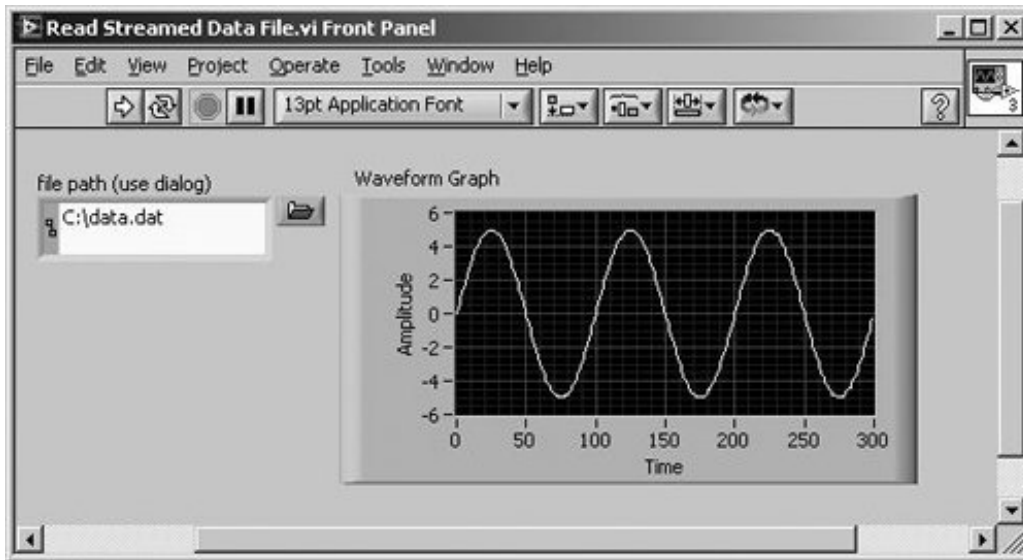 Read Streamed Data File.vi Front Panel
File Edit View Project Operate Tools Window Help
13pt Application Font
?
3
file path (use dialog)
C:\data.dat
Waveform Graph
6
4
2
0
-2
-4
-6
Amplitude
0 50 100 150 200 250 300
Time